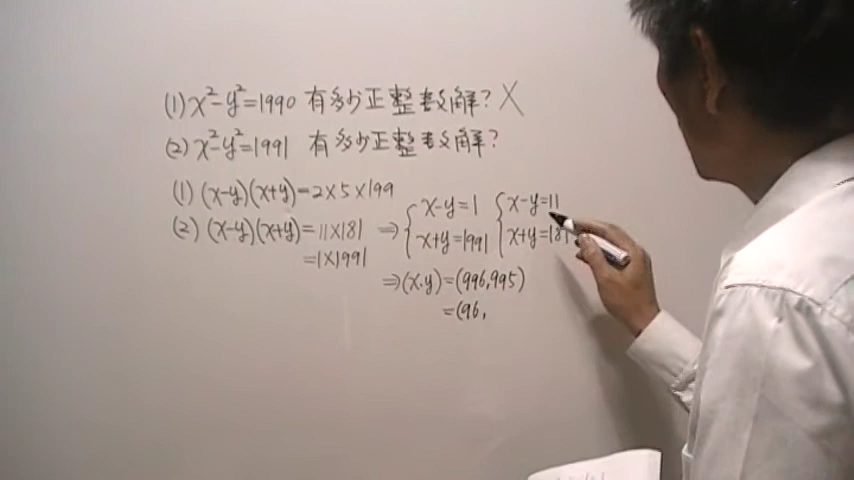 (1) x²-y²=1990 有多少正整數解? X
(2) x²-y²=1991 有多少正整數解?
(1) (x-y)(x+y)=2×5×199
(2) (x-y)(x+y)=11×181 ⇒ { x-y=1 { x-y=11
=1×1991 x+y=1991 x+y=181
⇒(x,y)=(996,995)
=(96,